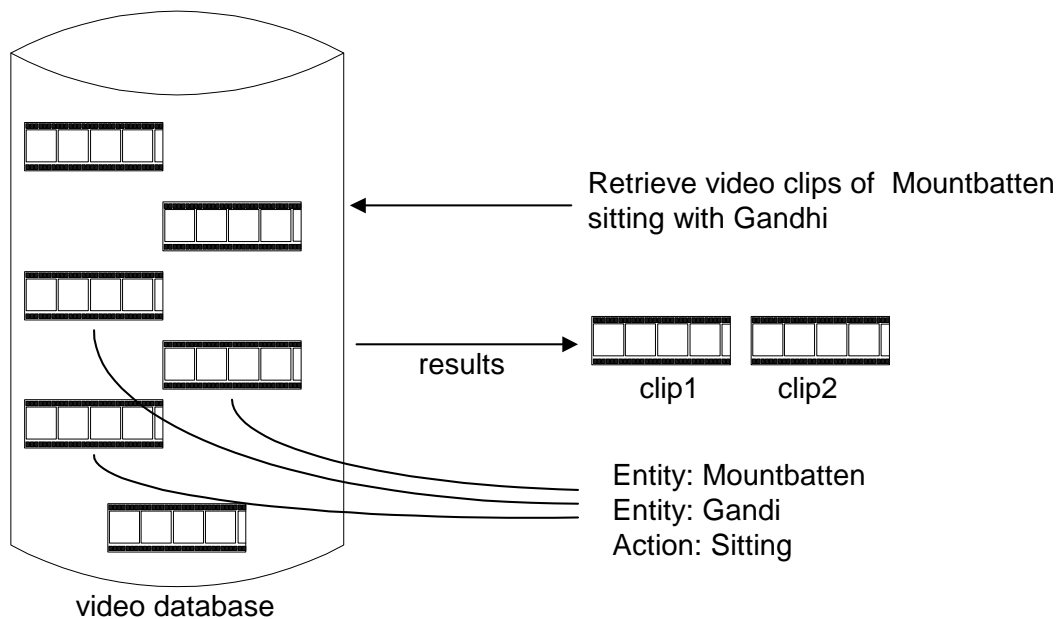 Retrieve video clips of Mountbatten
sitting with Gandhi
results
clip1
clip2
Entity: Mountbatten
Entity: Gandi
Action: Sitting
video database